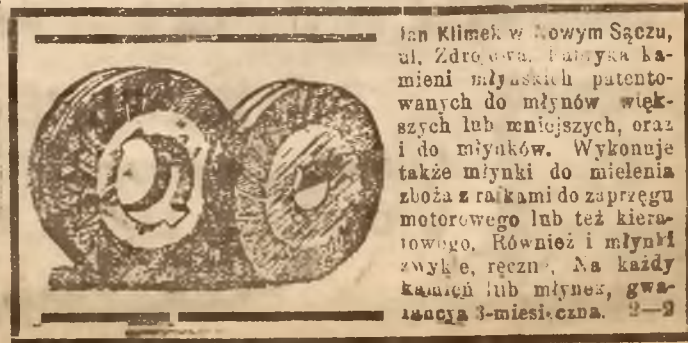 Jan Klimek w Nowym Sączu,
ul. Zdrojowa. Fabryka ka-
mieni młyńskich patento-
wanych do młynów więk-
szych lub mniejszych, oraz
i do młynków. Wykonuje
także młynki do mielenia
zboża z rafkami do zaprzęgu
motorowego lub też kiera-
towego. Również i młynki
zwykłe, ręczne. Na każdy
kamień lub młynek, gwa-
rancya 3-miesięczna. 2—2